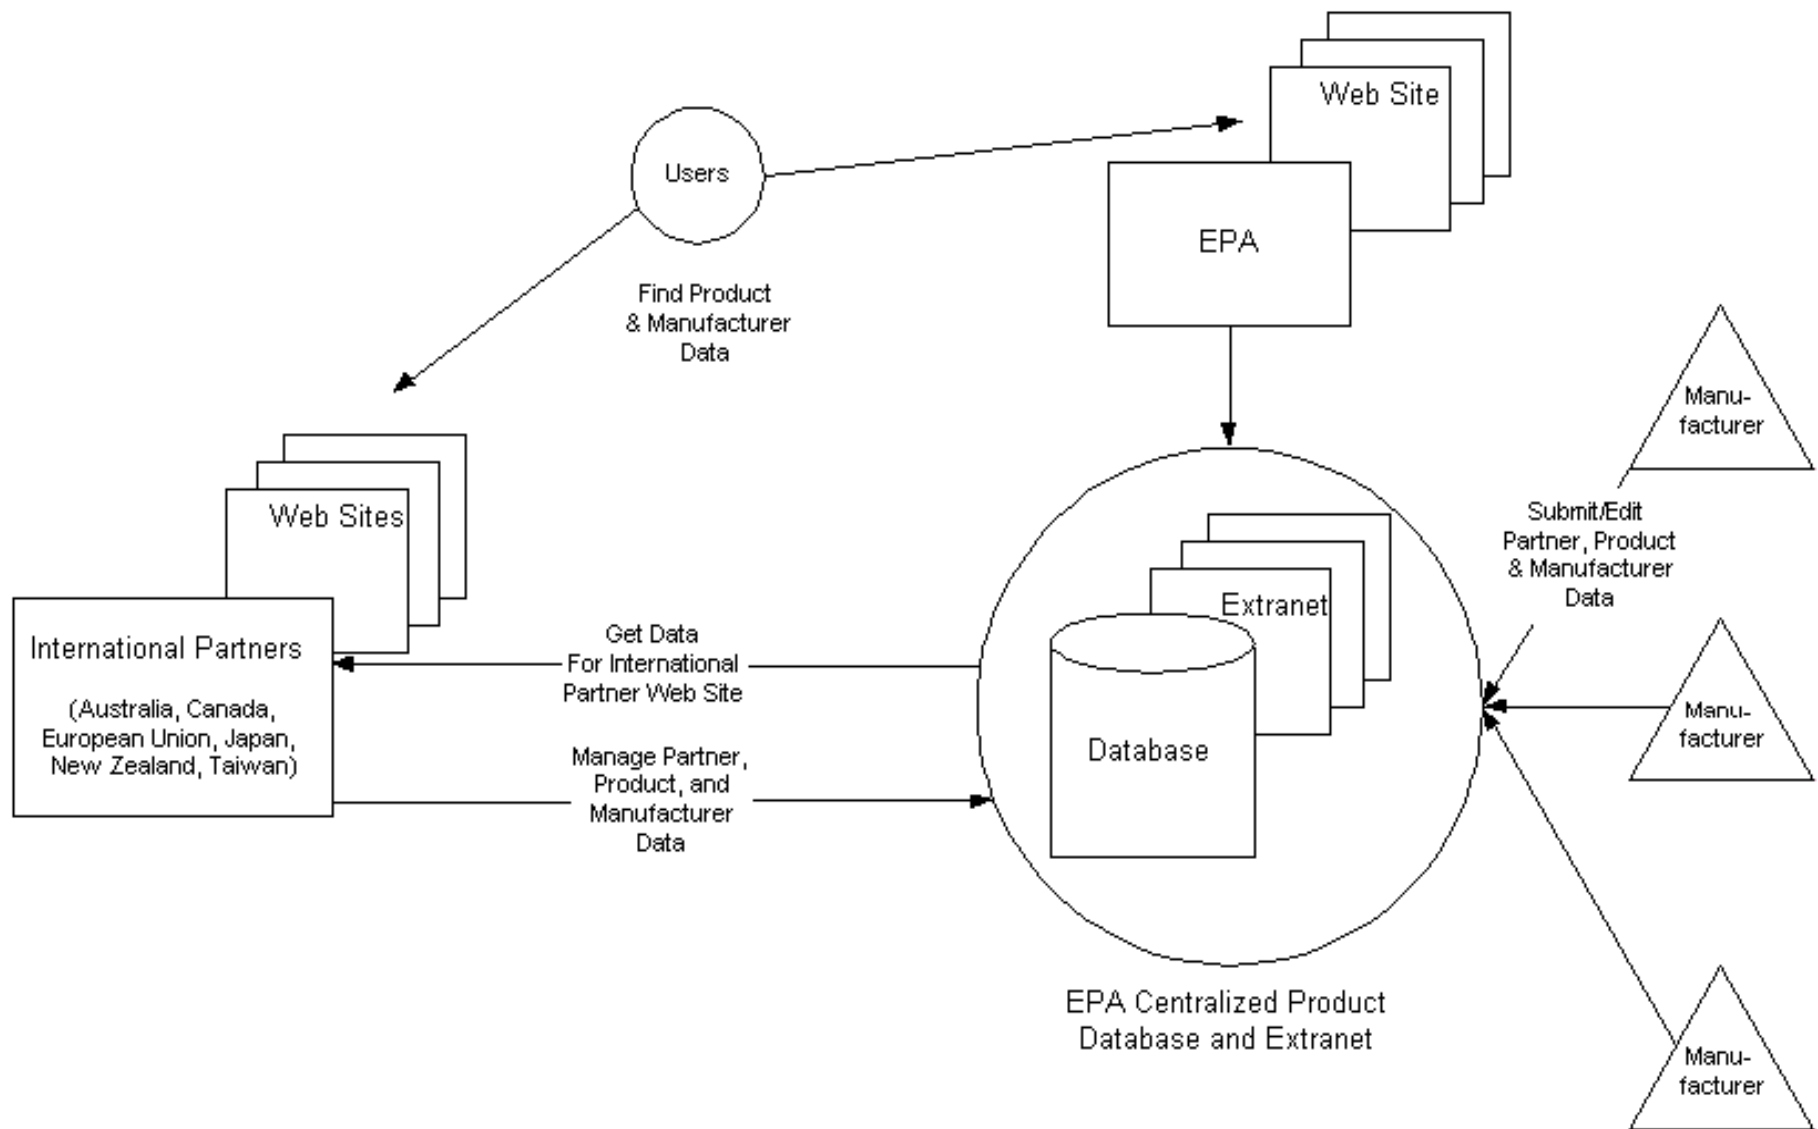 Web Site
Users
EPA
Find Product
& Manufacturer
Data
Manu-
facturer
Web Sites
Submit/Edit
Partner, Product
& Manufacturer
Data
Extranet
International Partners
(Australia, Canada,
European Union, Japan,
New Zealand, Taiwan)
Get Data
For International
Partner Web Site
Manage Partner,
Product, and
Manufacturer
Data
Database
Manu-
facturer
EPA Centralized Product
Database and Extranet
Manu-
facturer